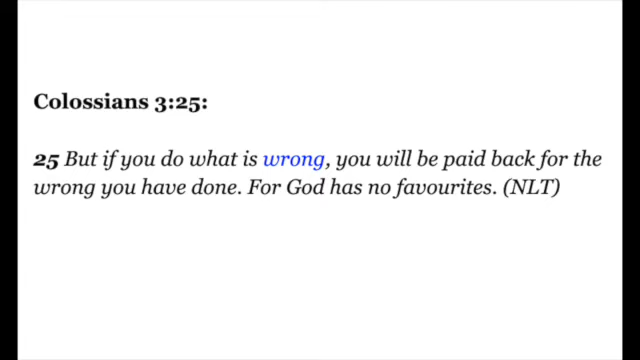 Colossians 3:25:
25 But if you do what is wrong, you will be paid back for the
wrong you have done. For God has no favourites. (NLT)